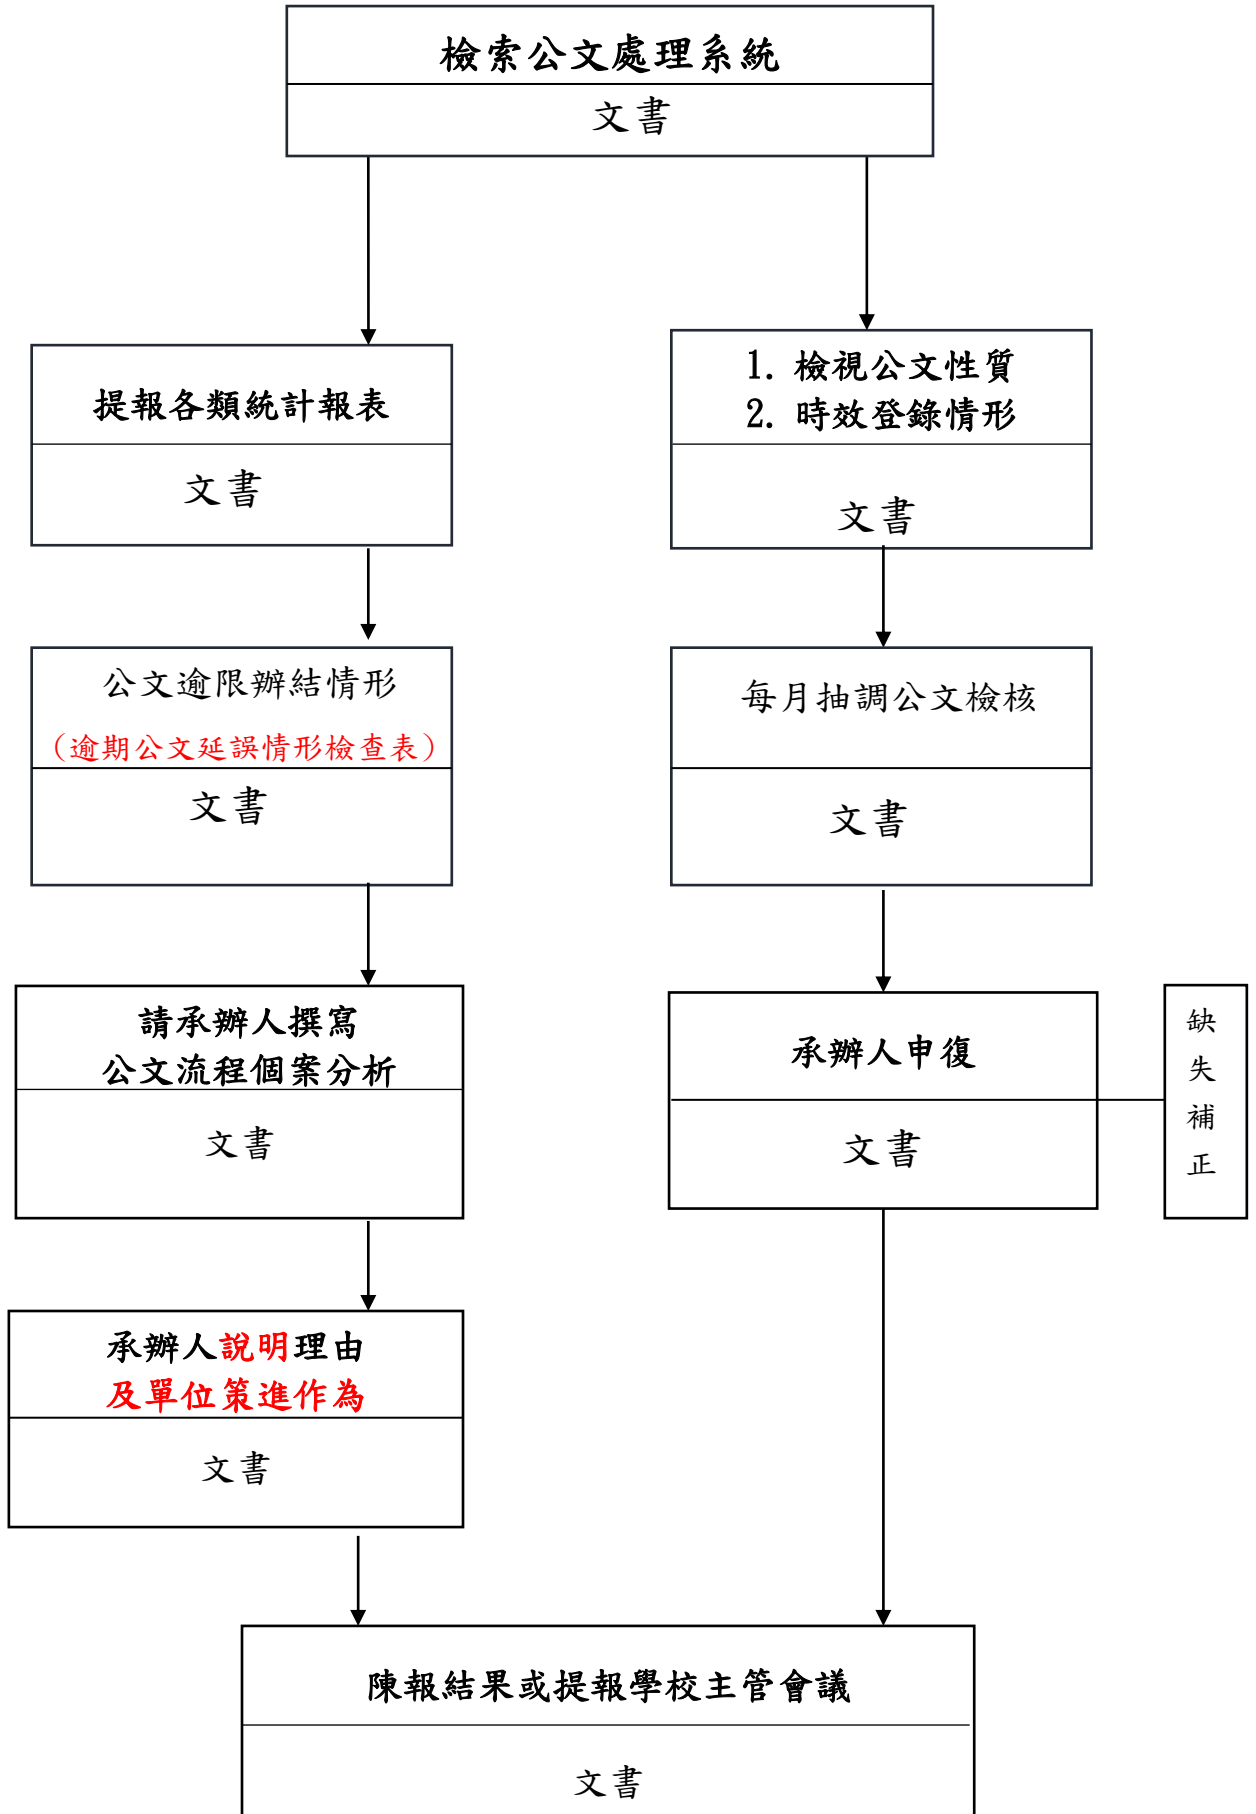 檢索公文處理系統
文書
提報各類統計報表
文書
1. 檢視公文性質
2. 時效登錄情形
文書
公文逾限辦結情形
（逾期公文延誤情形檢查表）
文書
每月抽調公文檢核
文書
請承辦人撰寫
公文流程個案分析
文書
承辦人申復
文書
缺
失
補
正
承辦人說明理由
及單位策進作為
文書
陳報結果或提報學校主管會議
文書